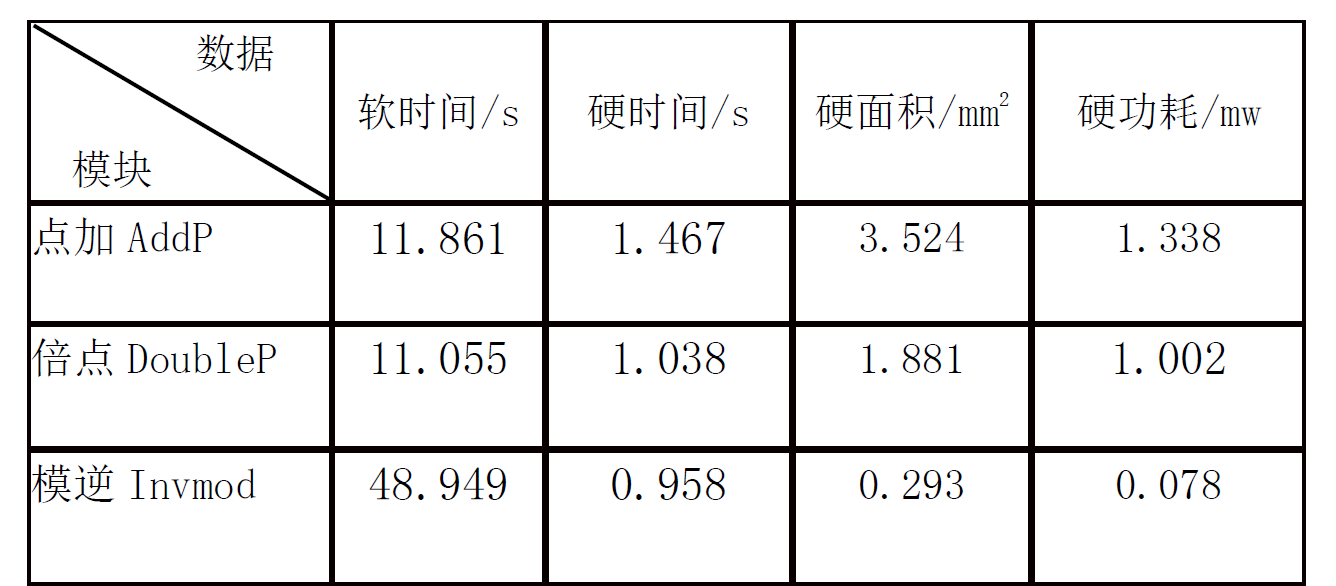 数据
模块
软时间/s 硬时间/s 硬面积/mm² 硬功耗/mw
点加 AddP 11.861 1.467 3.524 1.338
倍点 DoubleP 11.055 1.038 1.881 1.002
模逆 Invmod 48.949 0.958 0.293 0.078